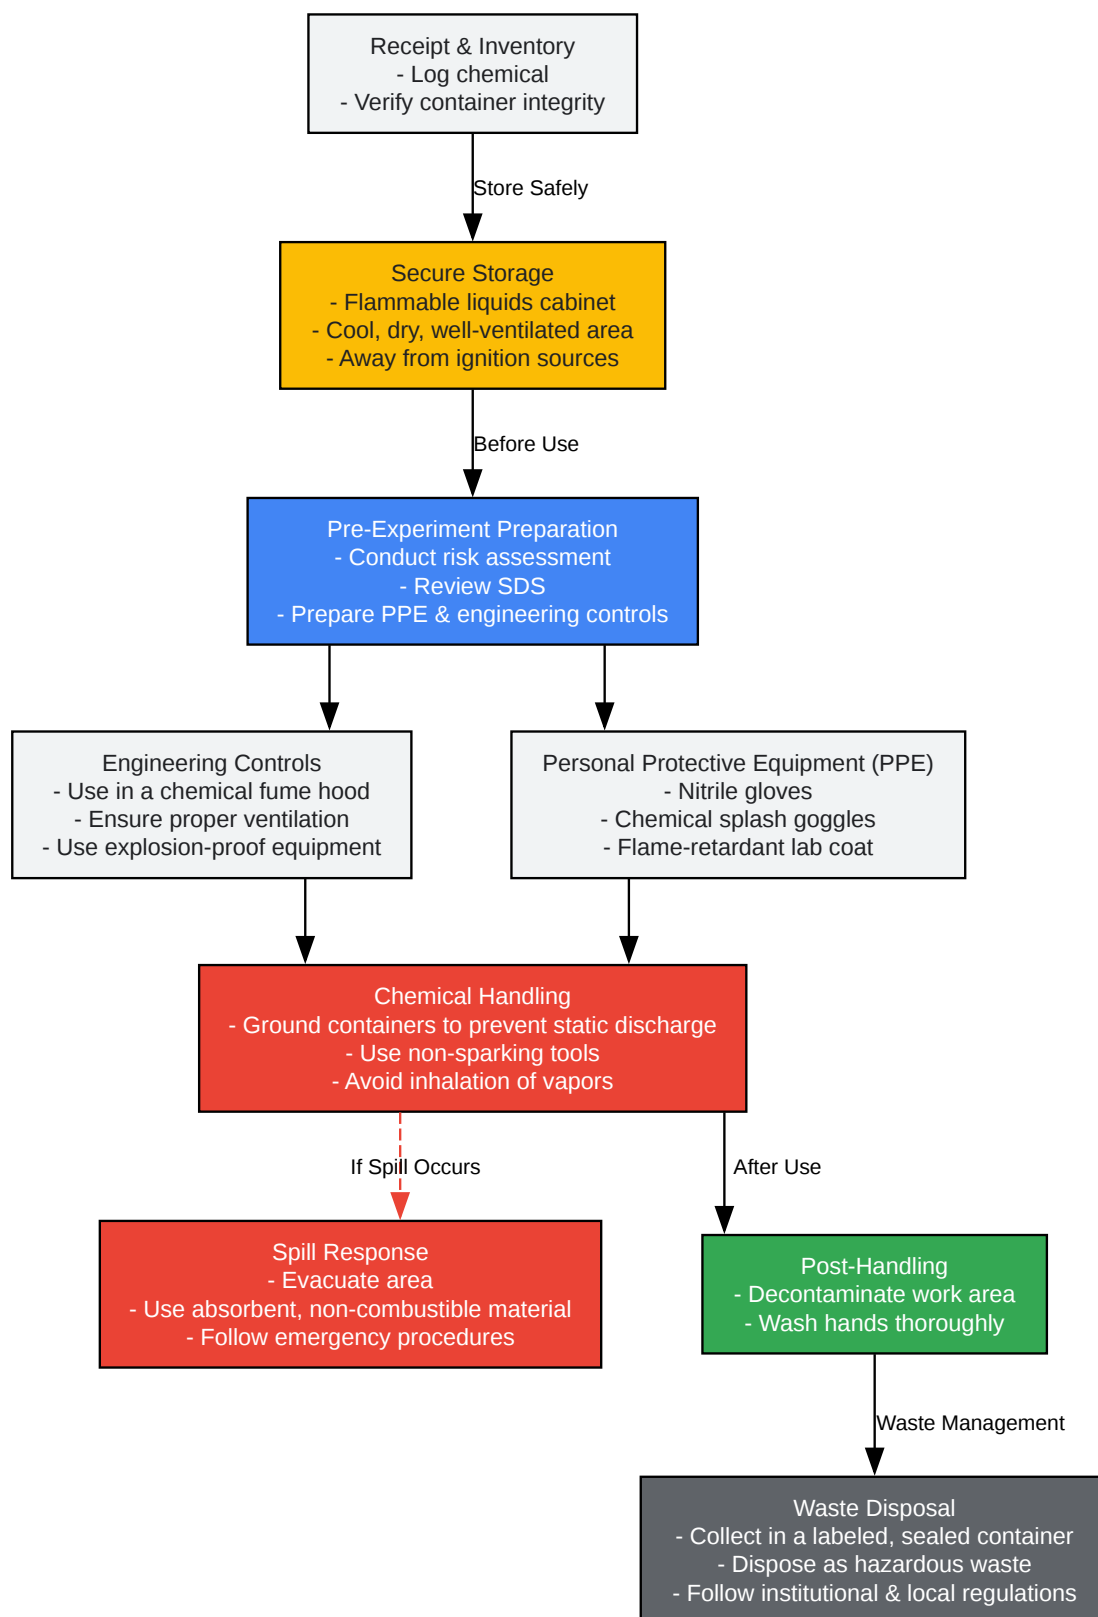 Receipt & Inventory
- Log chemical
- Verify container integrity
Store Safely
Secure Storage
- Flammable liquids cabinet
- Cool, dry, well-ventilated area
- Away from ignition sources
Before Use
Pre-Experiment Preparation
- Conduct risk assessment
- Review SDS
- Prepare PPE & engineering controls
Engineering Controls
- Use in a chemical fume hood
- Ensure proper ventilation
- Use explosion-proof equipment
Personal Protective Equipment (PPE)
- Nitrile gloves
- Chemical splash goggles
- Flame-retardant lab coat
Chemical Handling
- Ground containers to prevent static discharge
- Use non-sparking tools
- Avoid inhalation of vapors
If Spill Occurs
After Use
Spill Response
- Evacuate area
- Use absorbent, non-combustible material
- Follow emergency procedures
Post-Handling
- Decontaminate work area
- Wash hands thoroughly
Waste Management
Waste Disposal
- Collect in a labeled, sealed container
- Dispose as hazardous waste
- Follow institutional & local regulations